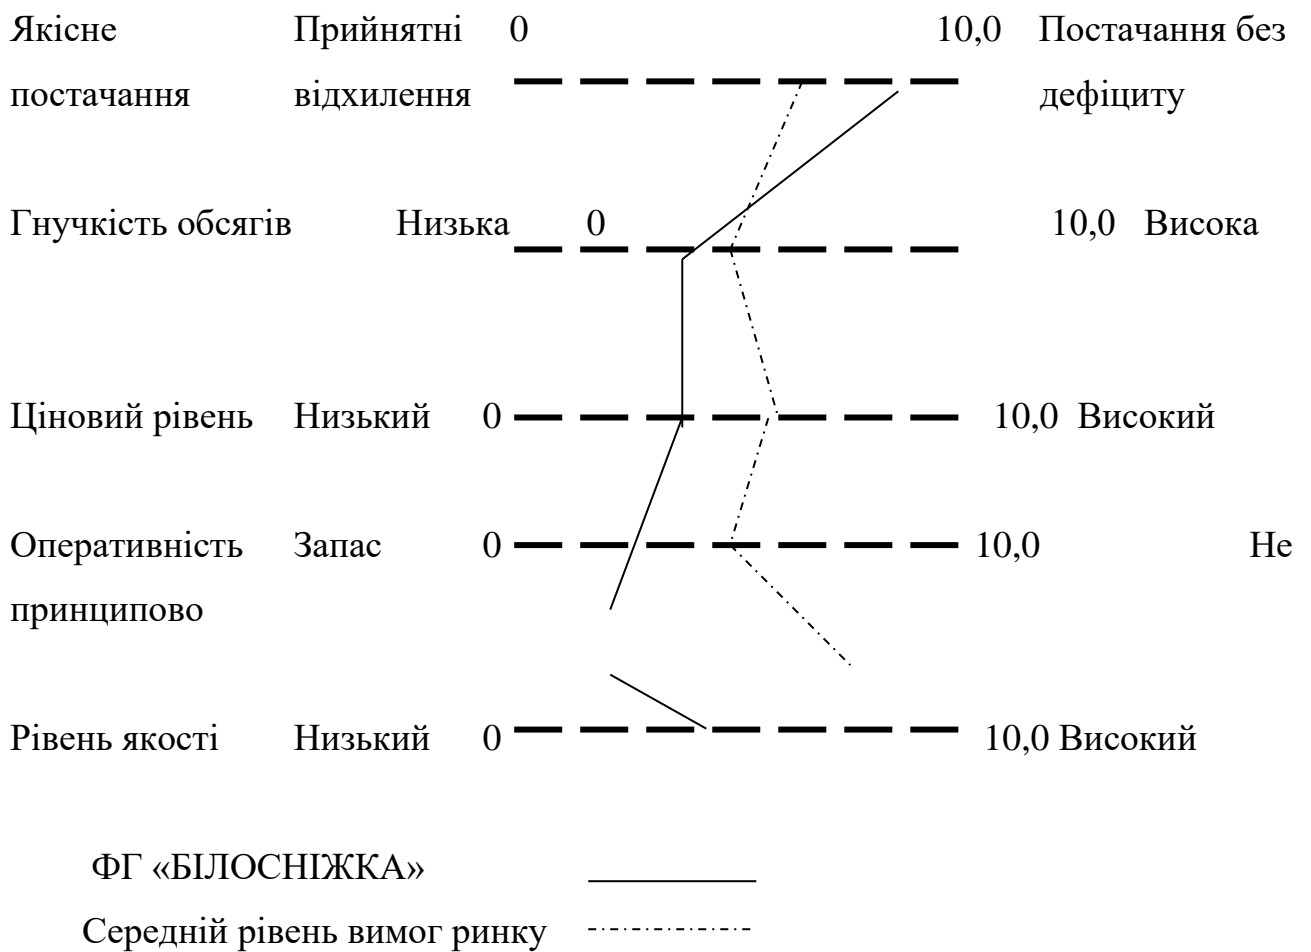 Якісне Прийнятні 0 10,0 Постачання без
постачання відхилення дефіциту
Гнучкість обсягів Низька 0 10,0 Висока
Ціновий рівень Низький 0 10,0 Високий
Оперативність Запас 0 10,0 Не
принципово
Рівень якості Низький 0 10,0 Високий
ФГ «БІЛОСНІЖКА»
Середній рівень вимог ринку